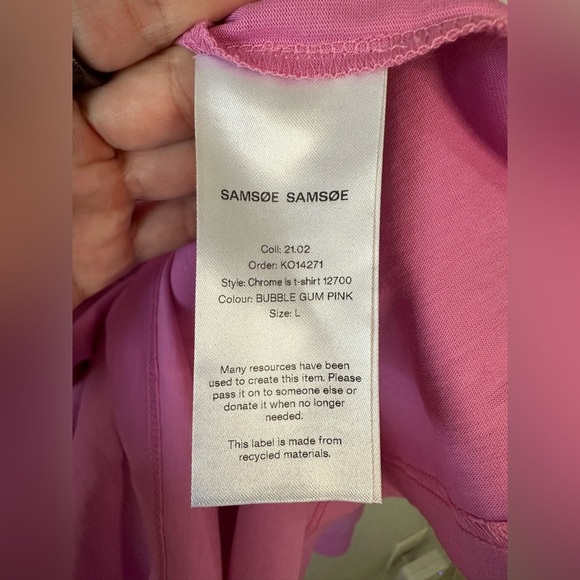 SAMSØE SAMSØE
Coll: 21.02
Order: KO14271
Style: Chrome ls t-shirt 12700
Colour: BUBBLE GUM PINK
Size: L
Many resources have been
used to create this item. Please
pass it on to someone else or
donate it when no longer
needed.
This label is made from
recycled materials.